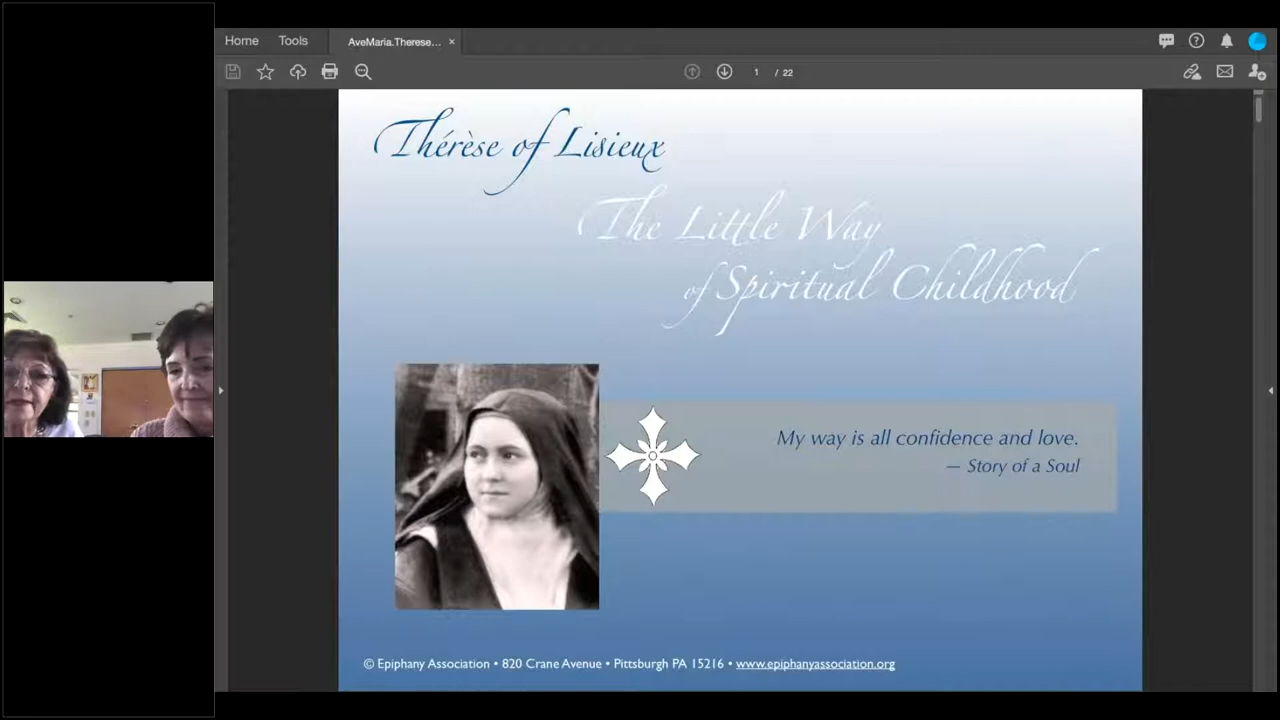 Home Tools AveMaria.Therese... ×
1 / 22
Thérèse of Lisieux
The Little Way
of Spiritual Childhood
My way is all confidence and love.
— Story of a Soul
© Epiphany Association • 820 Crane Avenue • Pittsburgh PA 15216 • www.epiphanyassociation.org